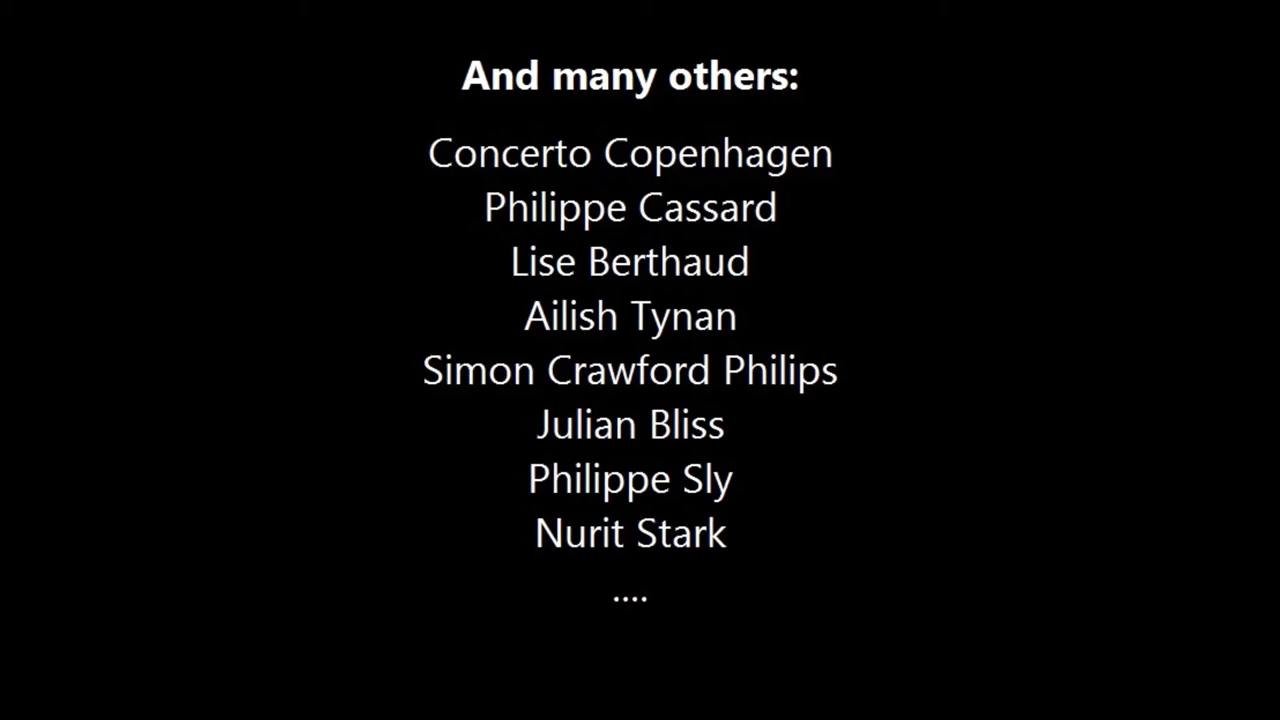 And many others:
Concerto Copenhagen
Philippe Cassard
Lise Berthaud
Ailish Tynan
Simon Crawford Philips
Julian Bliss
Philippe Sly
Nurit Stark
....